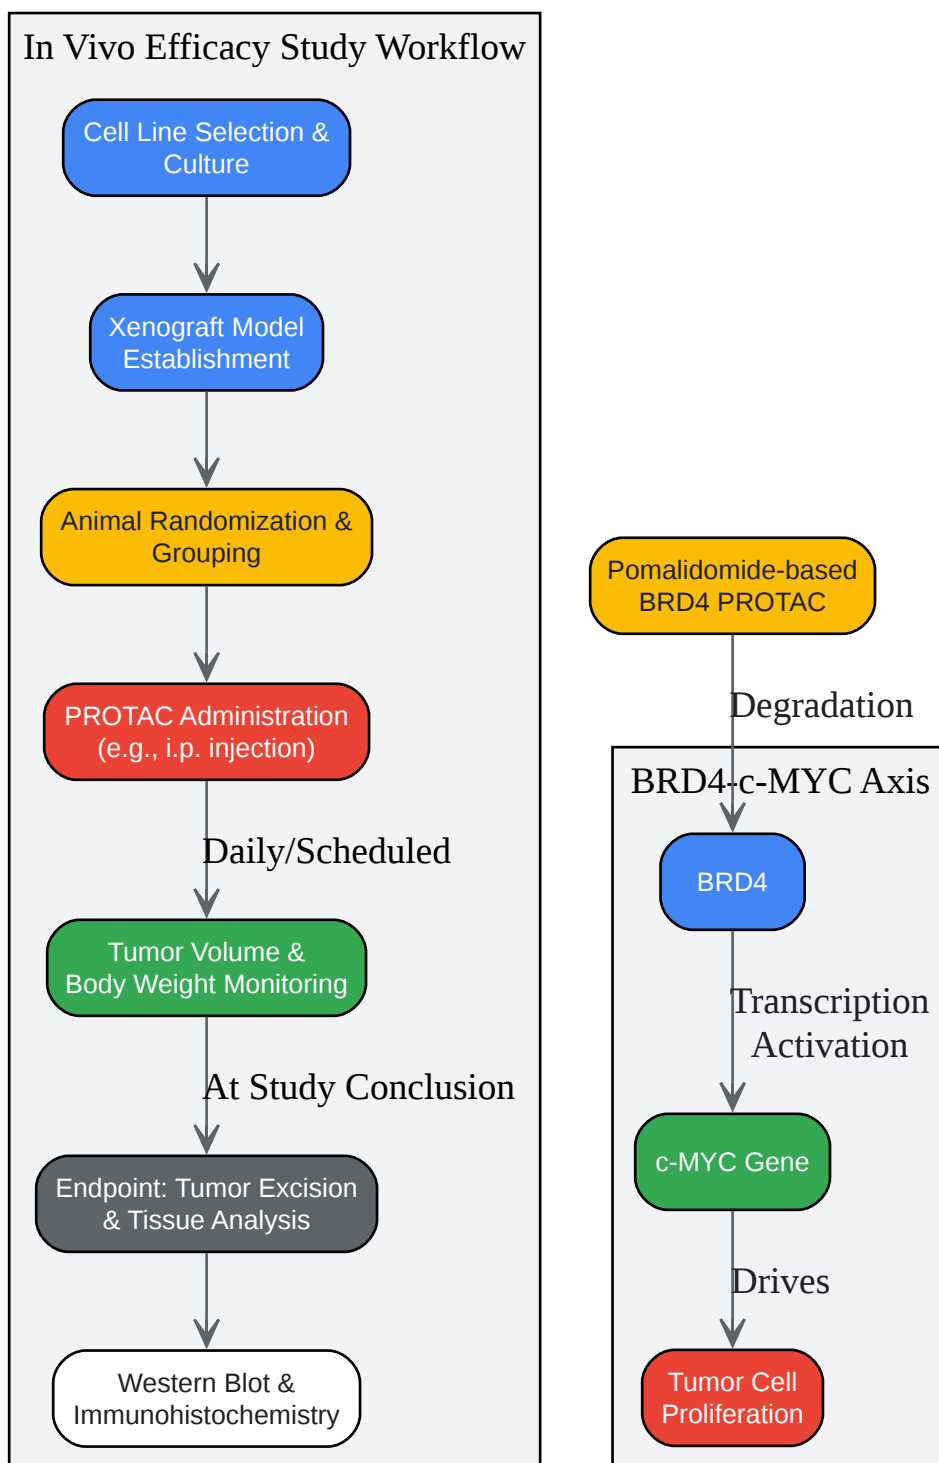 In Vivo Efficacy Study Workflow
Cell Line Selection &
Culture
Xenograft Model
Establishment
Animal Randomization &
Grouping
PROTAC Administration
(e.g., i.p. injection)
Daily/Scheduled
Tumor Volume &
Body Weight Monitoring
At Study Conclusion
Endpoint: Tumor Excision
& Tissue Analysis
Western Blot &
Immunohistochemistry
Pomalidomide-based
BRD4 PROTAC
Degradation
BRD4-c-MYC Axis
BRD4
Transcription
Activation
c-MYC Gene
Drives
Tumor Cell
Proliferation